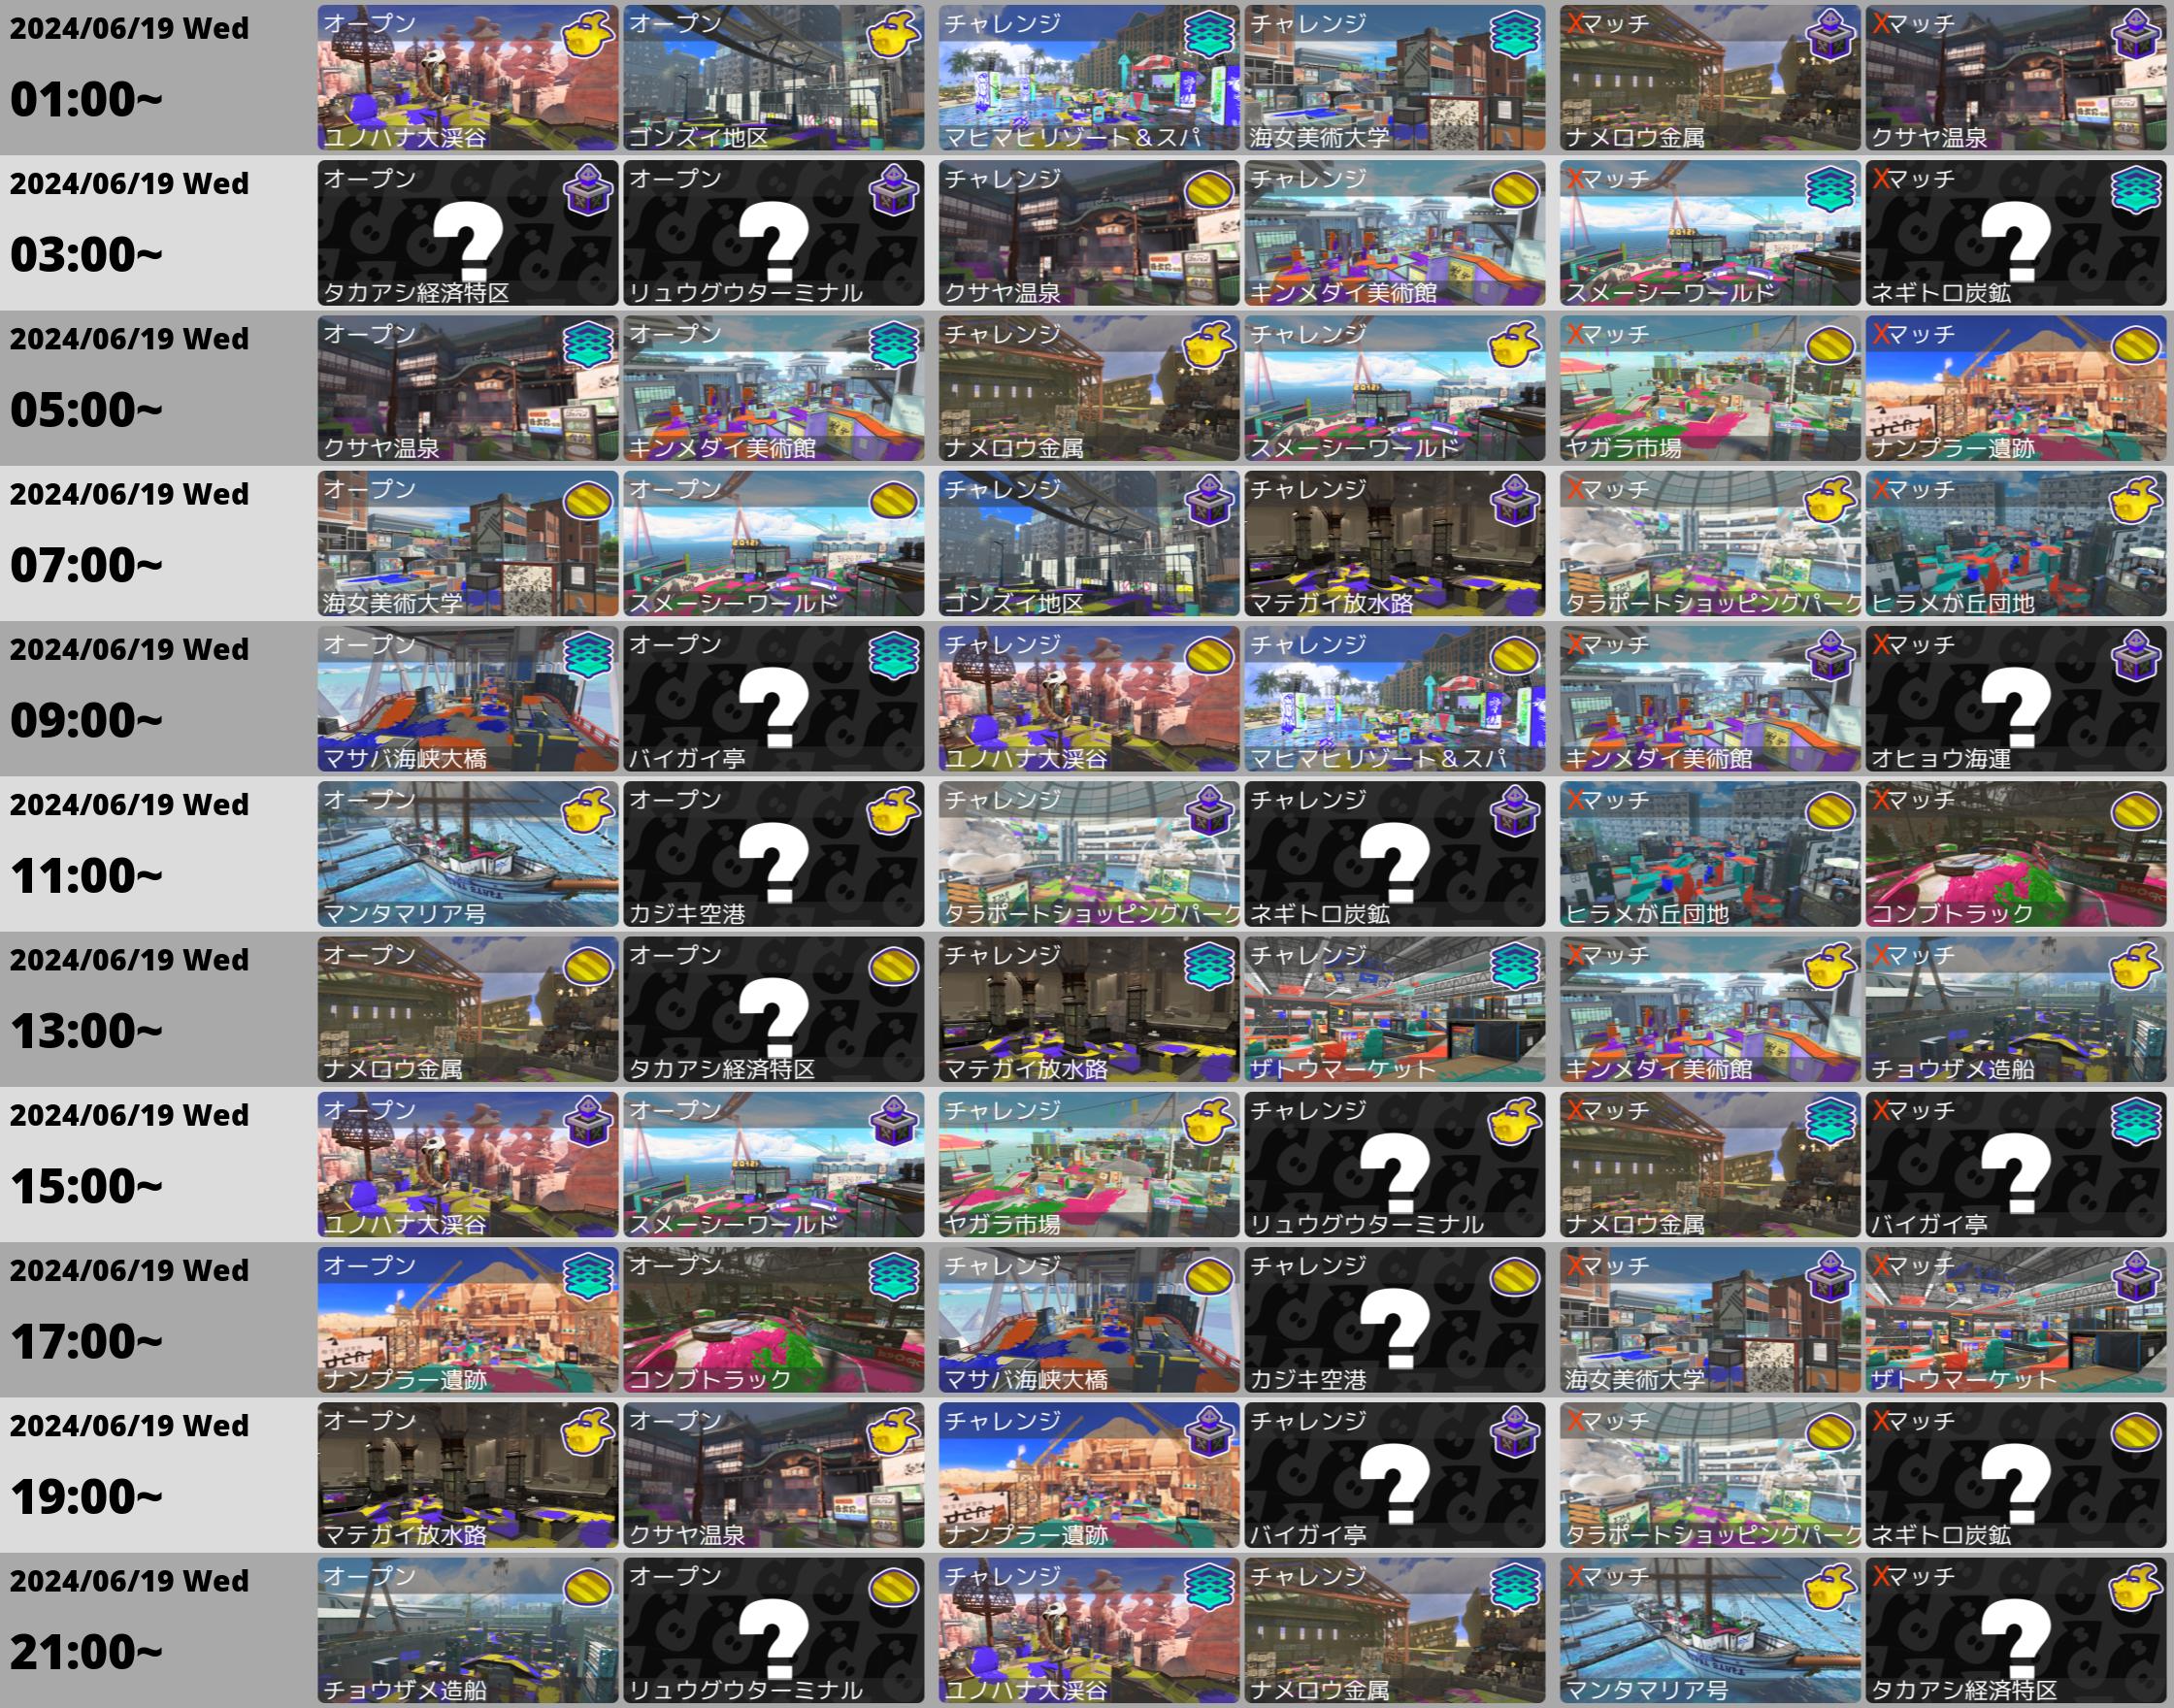 2024/06/19 Wed
01:00~
オープン
ユノハナ大渓谷
オープン
ゴンズイ地区
チャレンジ
マヒマヒリゾート＆スパ
チャレンジ
海女美術大学
Xマッチ
ナメロウ金属
Xマッチ
クサヤ温泉
2024/06/19 Wed
03:00~
オープン
?
タカアシ経済特区
オープン
?
リュウグウターミナル
チャレンジ
クサヤ温泉
チャレンジ
キンメダイ美術館
Xマッチ
スメーシーワールド
Xマッチ
?
ネギトロ炭鉱
2024/06/19 Wed
05:00~
オープン
クサヤ温泉
オープン
キンメダイ美術館
チャレンジ
ナメロウ金属
チャレンジ
スメーシーワールド
Xマッチ
ヤガラ市場
Xマッチ
ナンプラー遺跡
2024/06/19 Wed
07:00~
オープン
海女美術大学
オープン
スメーシーワールド
チャレンジ
ゴンズイ地区
チャレンジ
マテガイ放水路
Xマッチ
タラポートショッピングパーク
Xマッチ
ヒラメが丘団地
2024/06/19 Wed
09:00~
オープン
マサバ海峡大橋
オープン
?
バイガイ亭
チャレンジ
ユノハナ大渓谷
チャレンジ
マヒマヒリゾート＆スパ
Xマッチ
キンメダイ美術館
Xマッチ
?
オヒョウ海運
2024/06/19 Wed
11:00~
オープン
マンタマリア号
オープン
?
カジキ空港
チャレンジ
タラポートショッピングパーク
チャレンジ
?
ネギトロ炭鉱
Xマッチ
ヒラメが丘団地
Xマッチ
コンブトラック
2024/06/19 Wed
13:00~
オープン
ナメロウ金属
オープン
?
タカアシ経済特区
チャレンジ
マテガイ放水路
チャレンジ
ザトウマーケット
Xマッチ
キンメダイ美術館
Xマッチ
チョウザメ造船
2024/06/19 Wed
15:00~
オープン
ユノハナ大渓谷
オープン
スメーシーワールド
チャレンジ
ヤガラ市場
チャレンジ
?
リュウグウターミナル
Xマッチ
ナメロウ金属
Xマッチ
?
バイガイ亭
2024/06/19 Wed
17:00~
オープン
ナンプラー遺跡
オープン
コンブトラック
チャレンジ
マサバ海峡大橋
チャレンジ
?
カジキ空港
Xマッチ
海女美術大学
Xマッチ
ザトウマーケット
2024/06/19 Wed
19:00~
オープン
マテガイ放水路
オープン
クサヤ温泉
チャレンジ
ナンプラー遺跡
チャレンジ
?
バイガイ亭
Xマッチ
タラポートショッピングパーク
Xマッチ
?
ネギトロ炭鉱
2024/06/19 Wed
21:00~
オープン
チョウザメ造船
オープン
?
リュウグウターミナル
チャレンジ
ユノハナ大渓谷
チャレンジ
ナメロウ金属
Xマッチ
マンタマリア号
Xマッチ
?
タカアシ経済特区